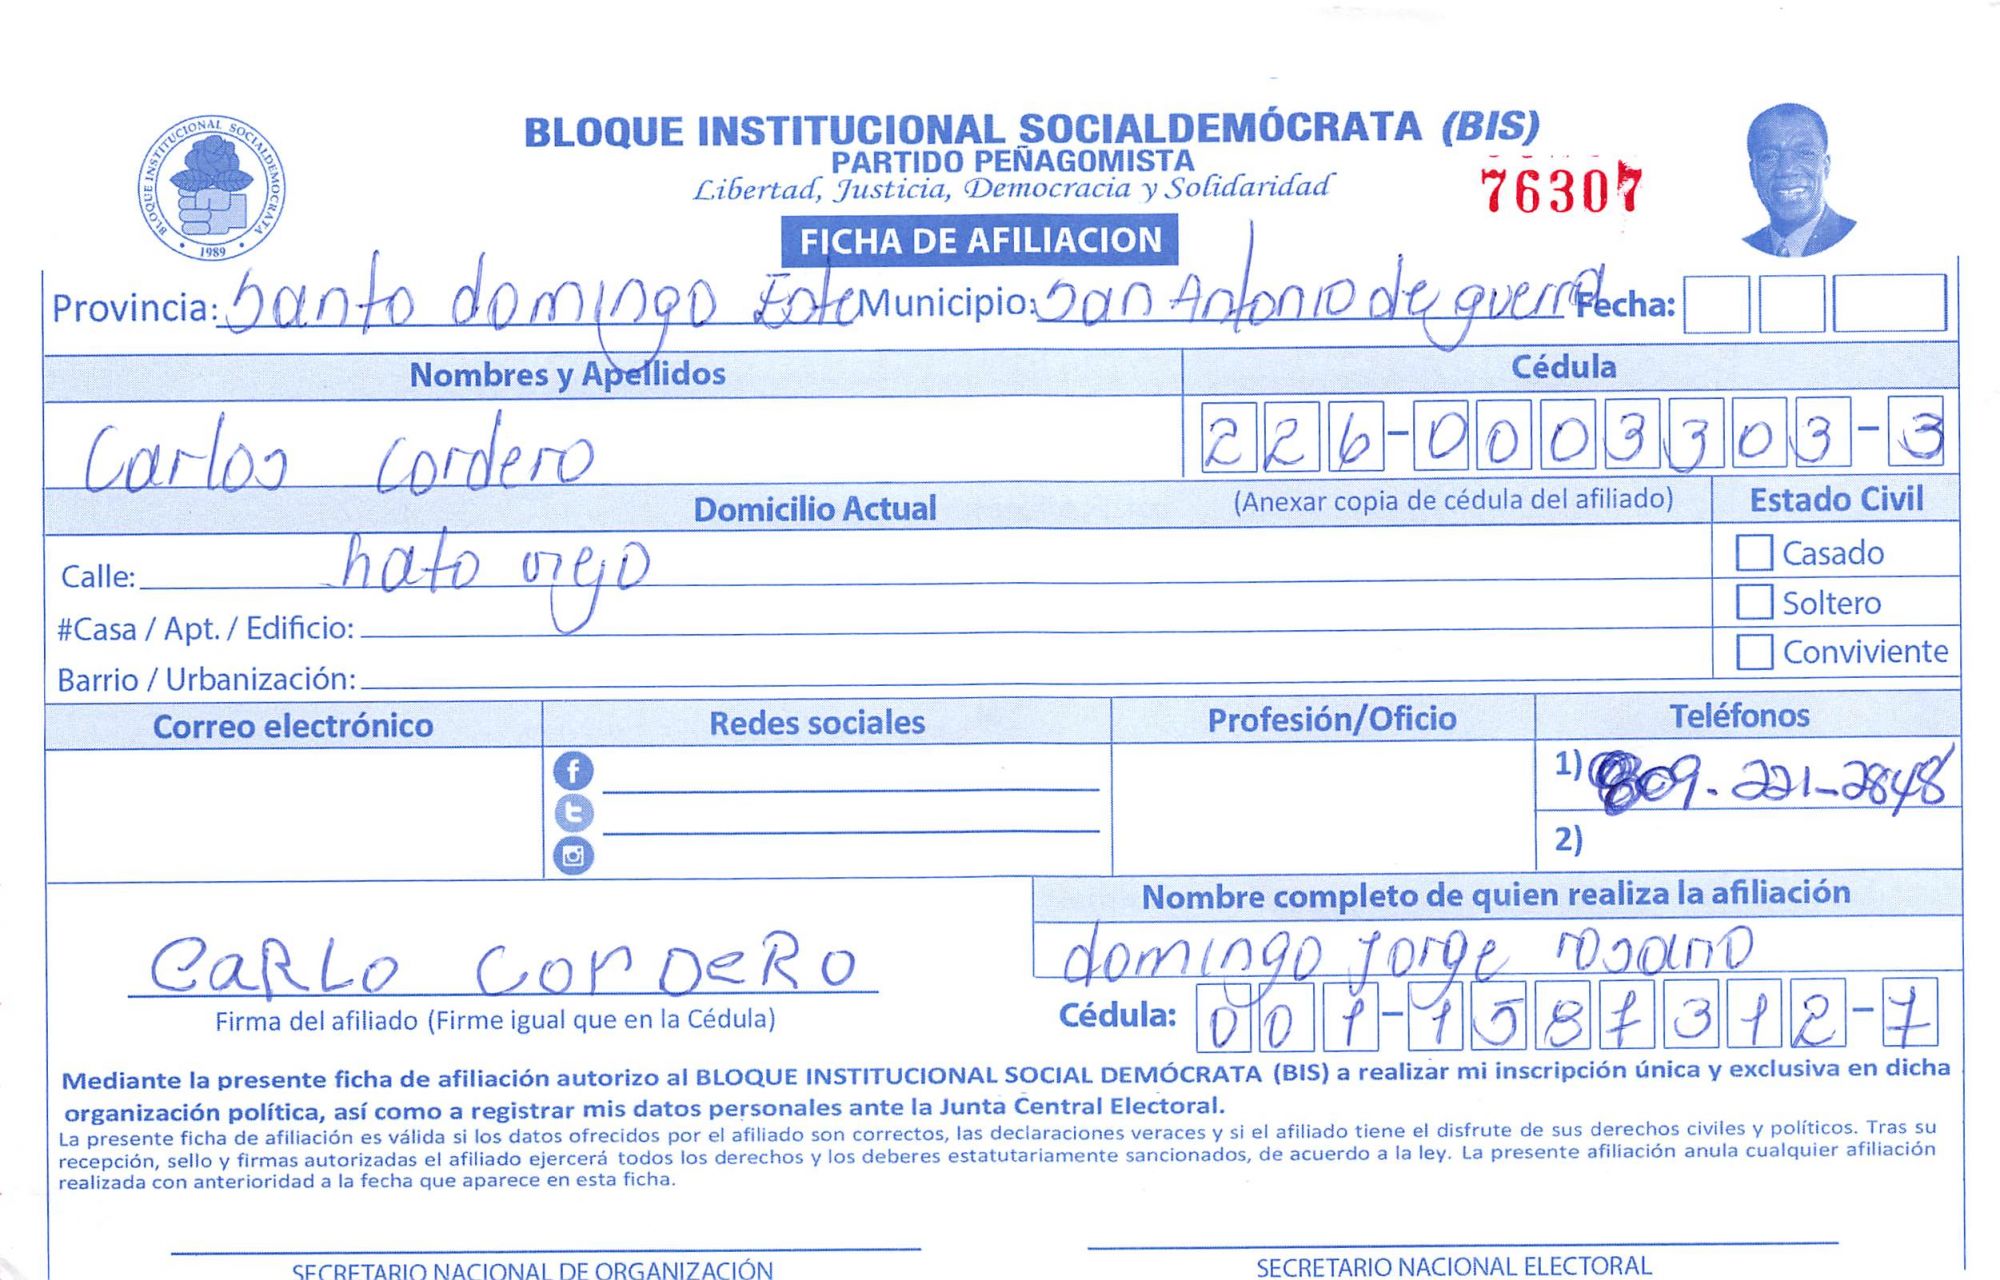 BLOQUE INSTITUCIONAL SOCIALDEMÓCRATA (BIS)
PARTIDO PEÑAGOMISTA
Libertad, Justicia, Democracia y Solidaridad
76307
BLOQUE INSTITUCIONAL SOCIALDEMOCRATA
1989
FICHA DE AFILIACION
Provincia: Santo domingo Este Municipio: San Antonio de guerra Fecha:
Nombres y Apellidos Cédula
Carlos Cordero 226-0003303-3
Domicilio Actual (Anexar copia de cédula del afiliado) Estado Civil
Calle: hato viejo Casado
#Casa / Apt. / Edificio: Soltero
Barrio / Urbanización: Conviviente
Correo electrónico Redes sociales Profesión/Oficio Teléfonos
1) 809-221-2848
2)
Nombre completo de quien realiza la afiliación
domingo jorge rosario
CaRLO CorDeRO
Firma del afiliado (Firme igual que en la Cédula)
Cédula: 001-1587312-7
Mediante la presente ficha de afiliación autorizo al BLOQUE INSTITUCIONAL SOCIAL DEMÓCRATA (BIS) a realizar mi inscripción única y exclusiva en dicha
organización política, así como a registrar mis datos personales ante la Junta Central Electoral.
La presente ficha de afiliación es válida si los datos ofrecidos por el afiliado son correctos, las declaraciones veraces y si el afiliado tiene el disfrute de sus derechos civiles y políticos. Tras su
recepción, sello y firmas autorizadas el afiliado ejercerá todos los derechos y los deberes estatutariamente sancionados, de acuerdo a la ley. La presente afiliación anula cualquier afiliación
realizada con anterioridad a la fecha que aparece en esta ficha.
SECRETARIO NACIONAL DE ORGANIZACIÓN SECRETARIO NACIONAL ELECTORAL